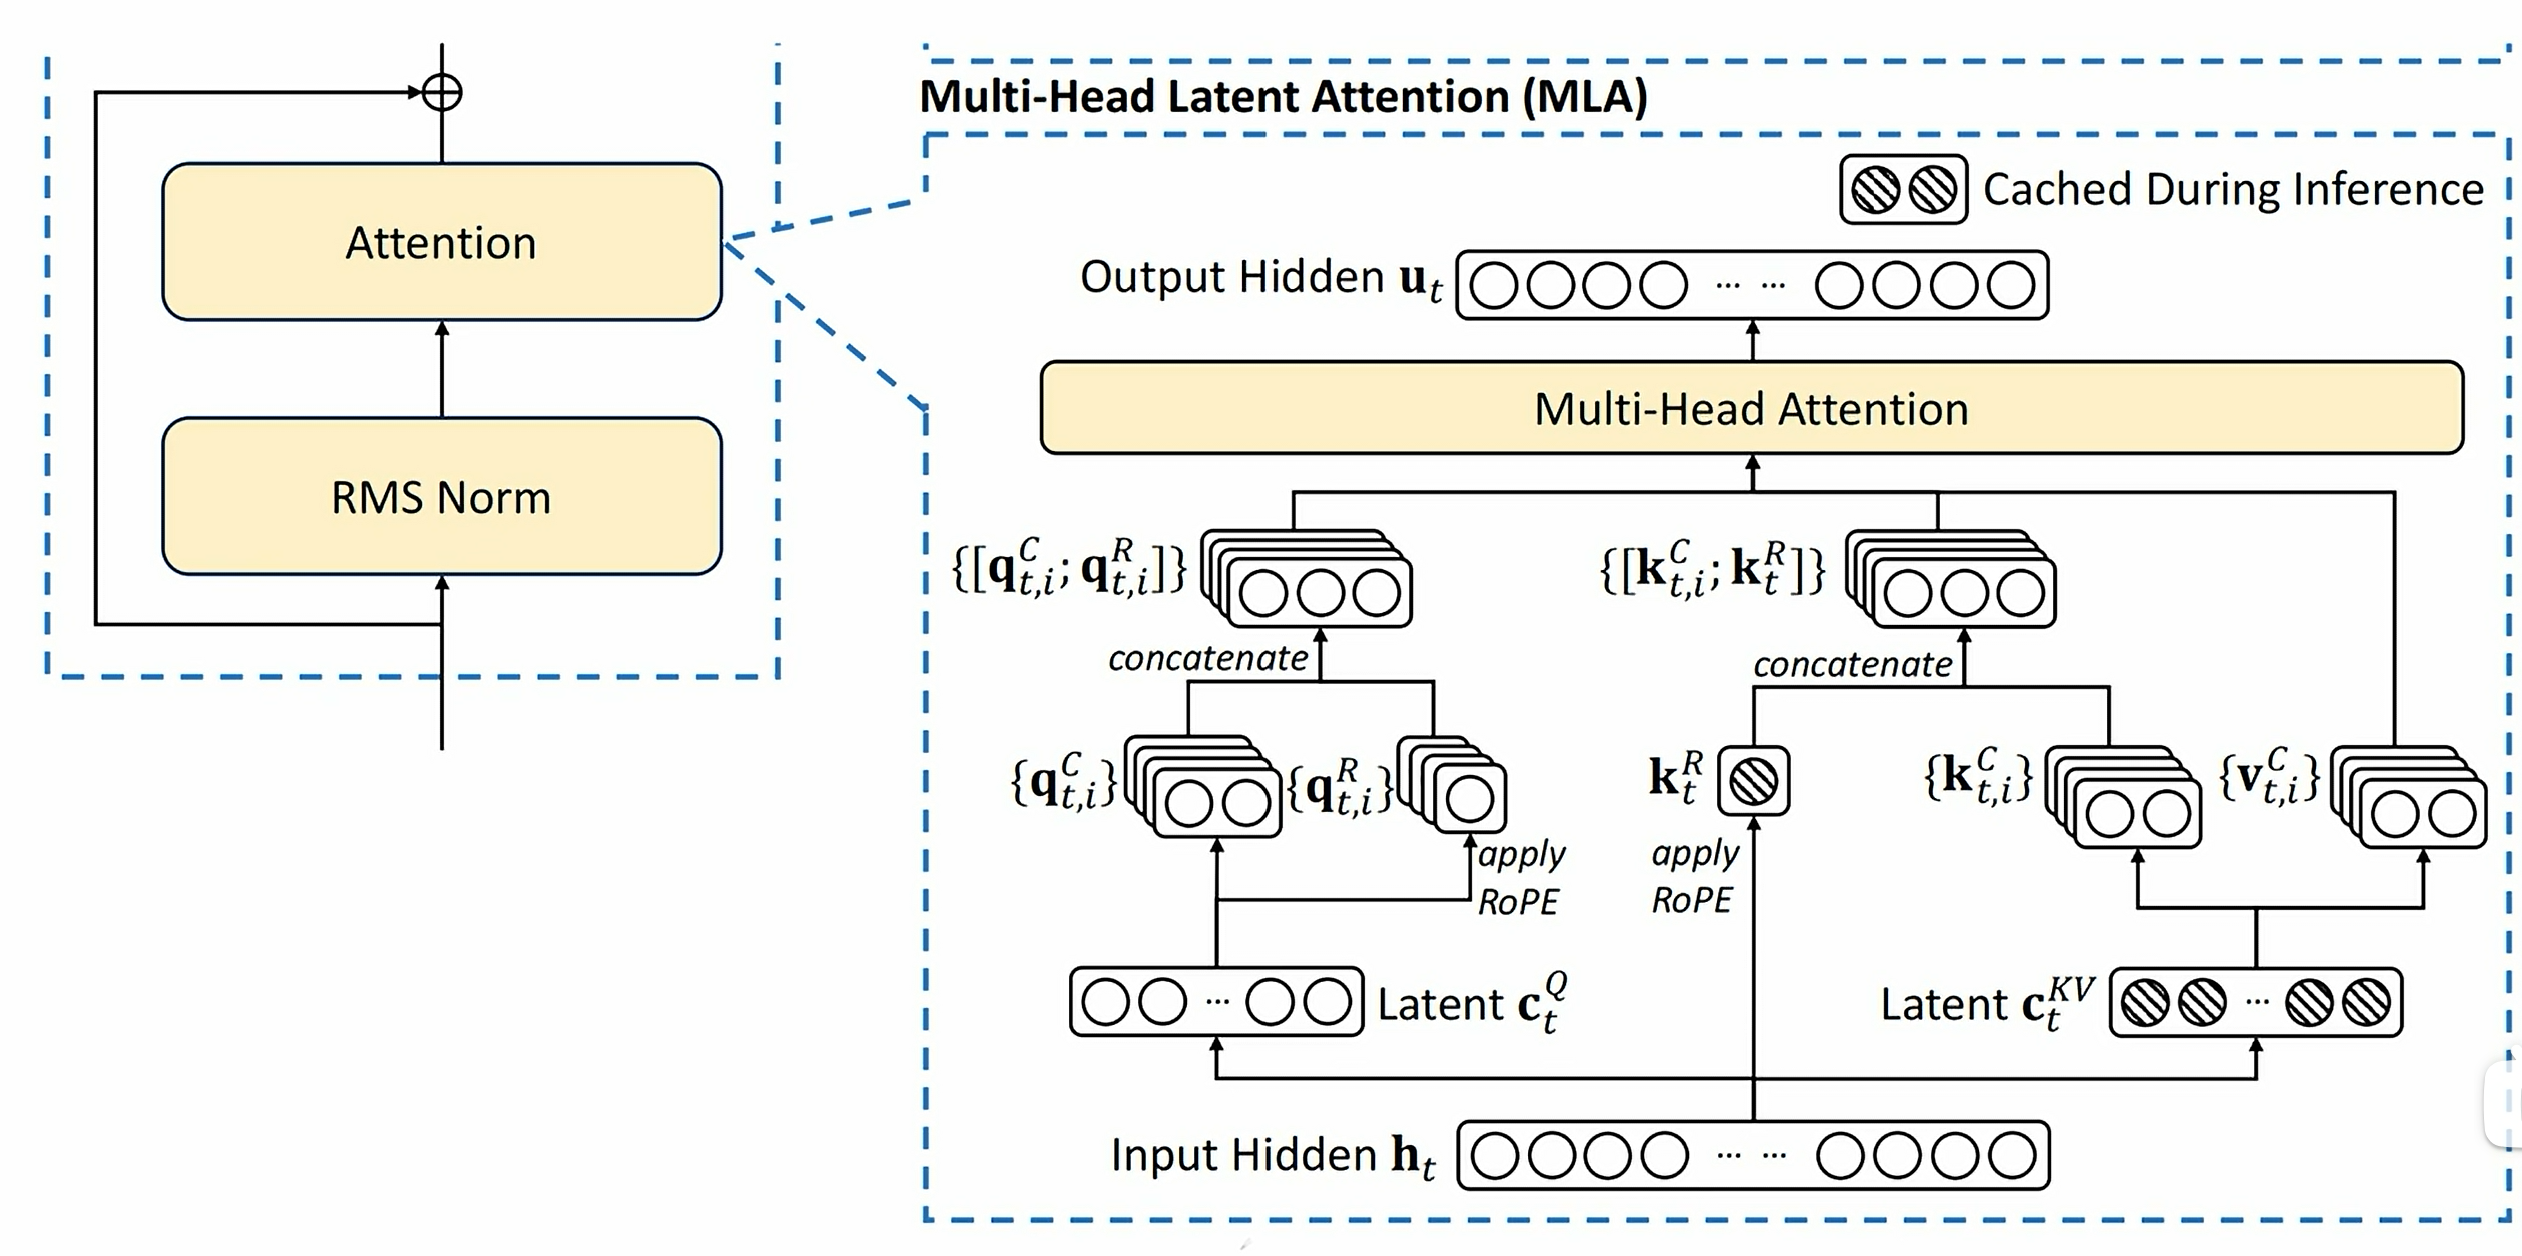 Attention
RMS Norm
Multi-Head Latent Attention (MLA)
Cached During Inference
Output Hidden $\mathbf{u}_t$
Multi-Head Attention
$\{[\mathbf{q}_{t,i}^C; \mathbf{q}_{t,i}^R]\}$
$\{[\mathbf{k}_{t,i}^C; \mathbf{k}_t^R]\}$
concatenate
concatenate
$\{\mathbf{q}_{t,i}^C\}$
$\{\mathbf{q}_{t,i}^R\}$
$\mathbf{k}_t^R$
$\{\mathbf{k}_{t,i}^C\}$
$\{\mathbf{v}_{t,i}^C\}$
apply
RoPE
apply
RoPE
Latent $\mathbf{c}_t^Q$
Latent $\mathbf{c}_t^{KV}$
Input Hidden $\mathbf{h}_t$